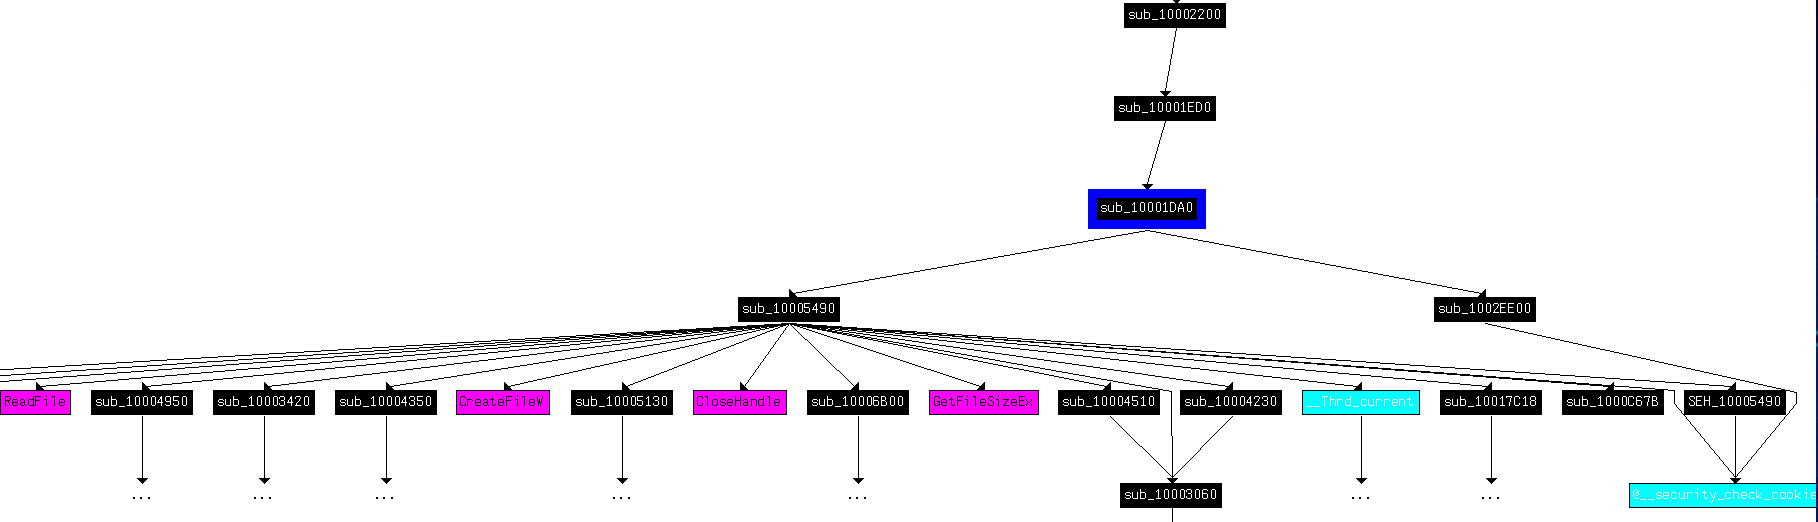 sub_10002200
sub_10001ED0
sub_10001DA0
sub_10005490
sub_1002EE00
ReadFile
sub_10004950
sub_10003420
sub_10004350
CreateFileW
sub_10005130
CloseHandle
sub_10006B00
GetFileSizeEx
sub_10004510
sub_10004230
__Thrd_current
sub_10017C18
sub_1000C67B
SEH_10005490
...
...
...
...
...
sub_10003060
...
...
@__security_check_cookie